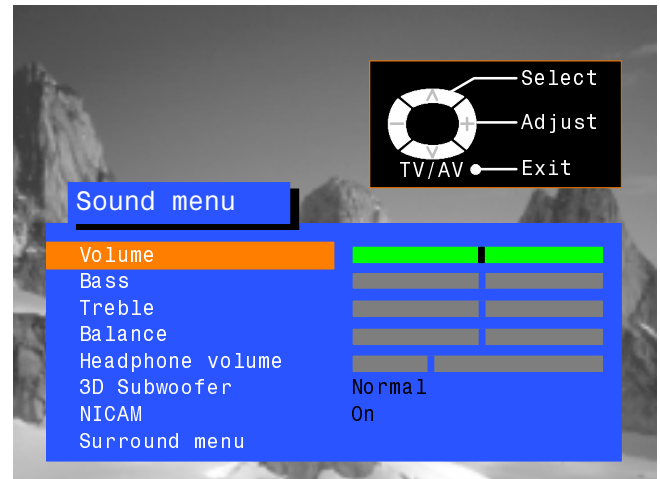 Select
Adjust
TV/AV Exit
Sound menu
Volume
Bass
Treble
Balance
Headphone volume
3D Subwoofer Normal
NICAM On
Surround menu